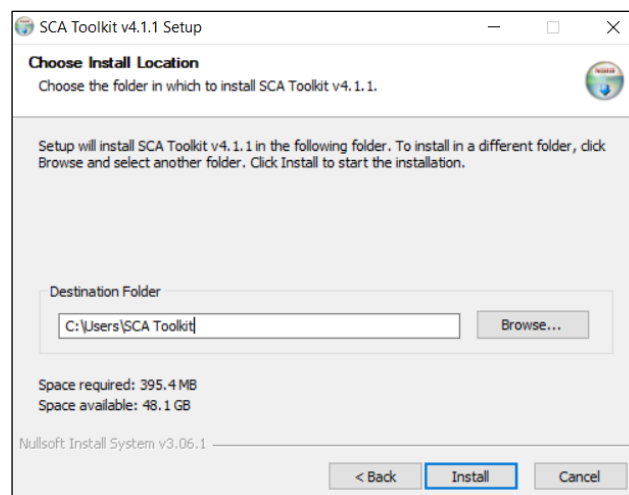 SCA Toolkit v4.1.1 Setup
Choose Install Location
Choose the folder in which to install SCA Toolkit v4.1.1.
Setup will install SCA Toolkit v4.1.1 in the following folder. To install in a different folder, click
Browse and select another folder. Click Install to start the installation.
Destination Folder
C:\Users\SCA Toolkit
Browse...
Space required: 395.4 MB
Space available: 48.1 GB
Nullsoft Install System v3.06.1
< Back
Install
Cancel